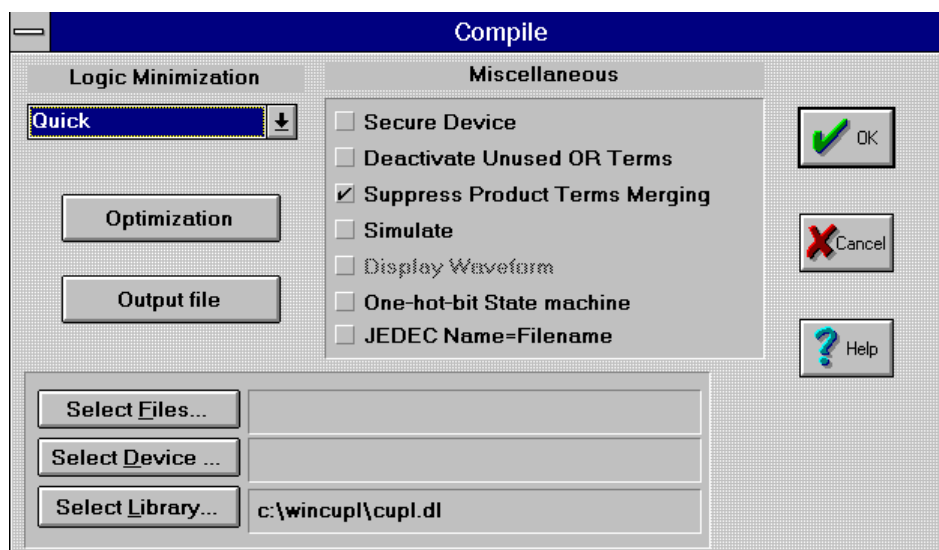 Compile
Logic Minimization
Miscellaneous
Quick
Secure Device
Deactivate Unused OR Terms
Suppress Product Terms Merging
Simulate
Display Waveform
One-hot-bit State machine
JEDEC Name=Filename
Optimization
Output file
OK
Cancel
Help
Select Files...
Select Device ...
Select Library...
c:\wincupl\cupl.dl